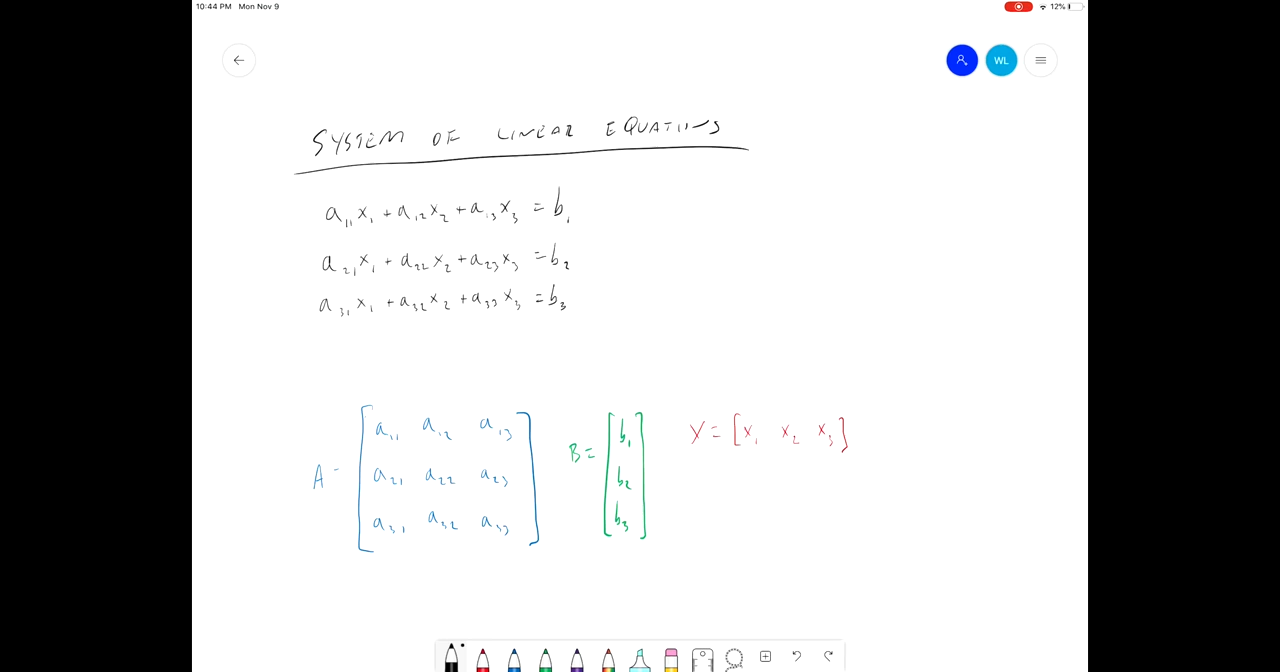 10:44 PM Mon Nov 9
12%
WL
SYSTEM OF LINEAR EQUATIONS
a₁₁x₁ + a₁₂x₂ + a₁₃x₃ = b₁
a₂₁x₁ + a₂₂x₂ + a₂₃x₃ = b₂
a₃₁x₁ + a₃₂x₂ + a₃₃x₃ = b₃
A = [a₁₁ a₁₂ a₁₃
a₂₁ a₂₂ a₂₃
a₃₁ a₃₂ a₃₃]
B = [b₁
b₂
b₃]
X = [x₁ x₂ x₃]